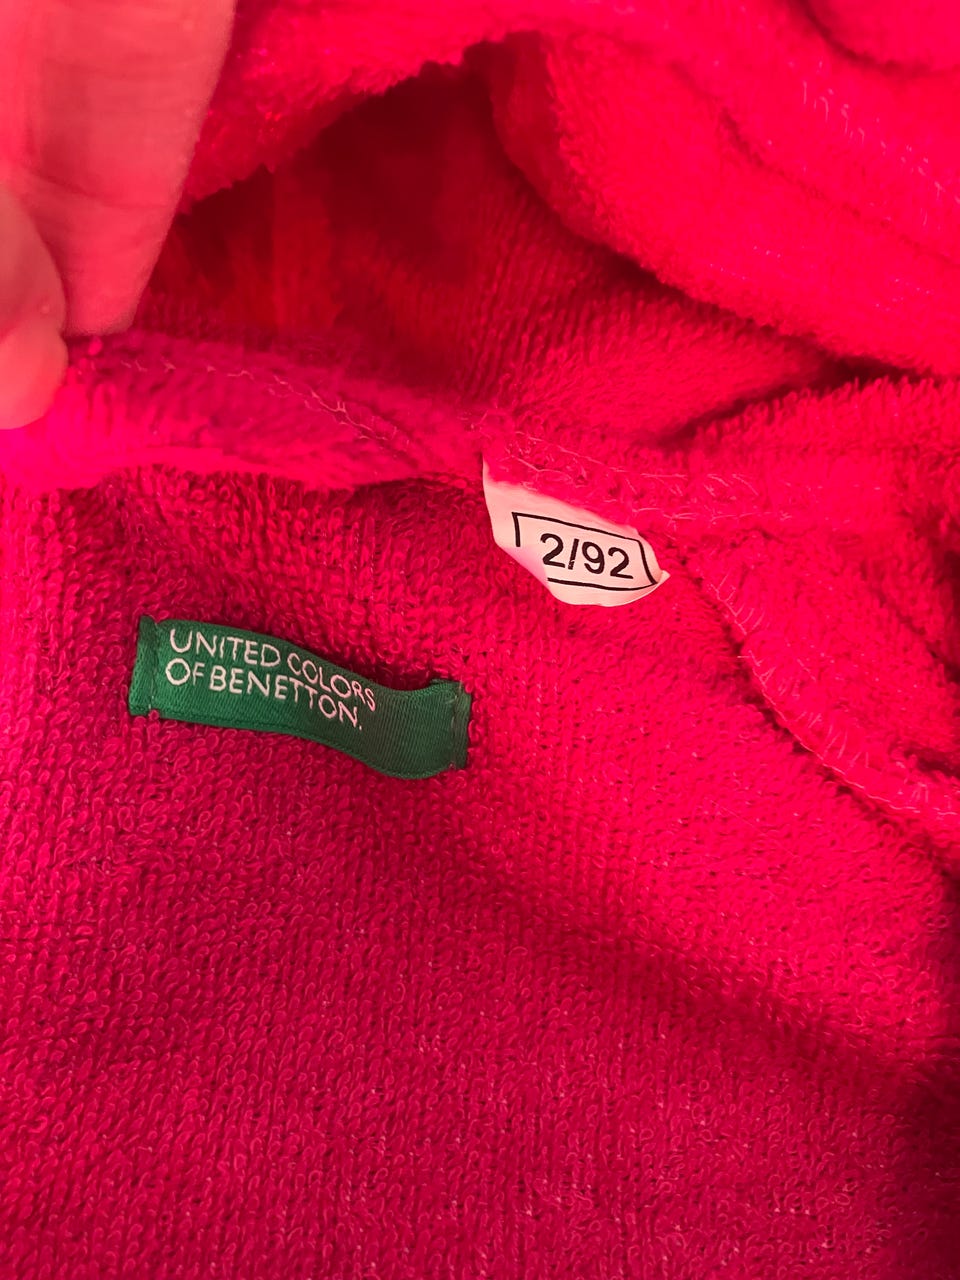 UNITED COLORS
OF BENETTON.
2/92